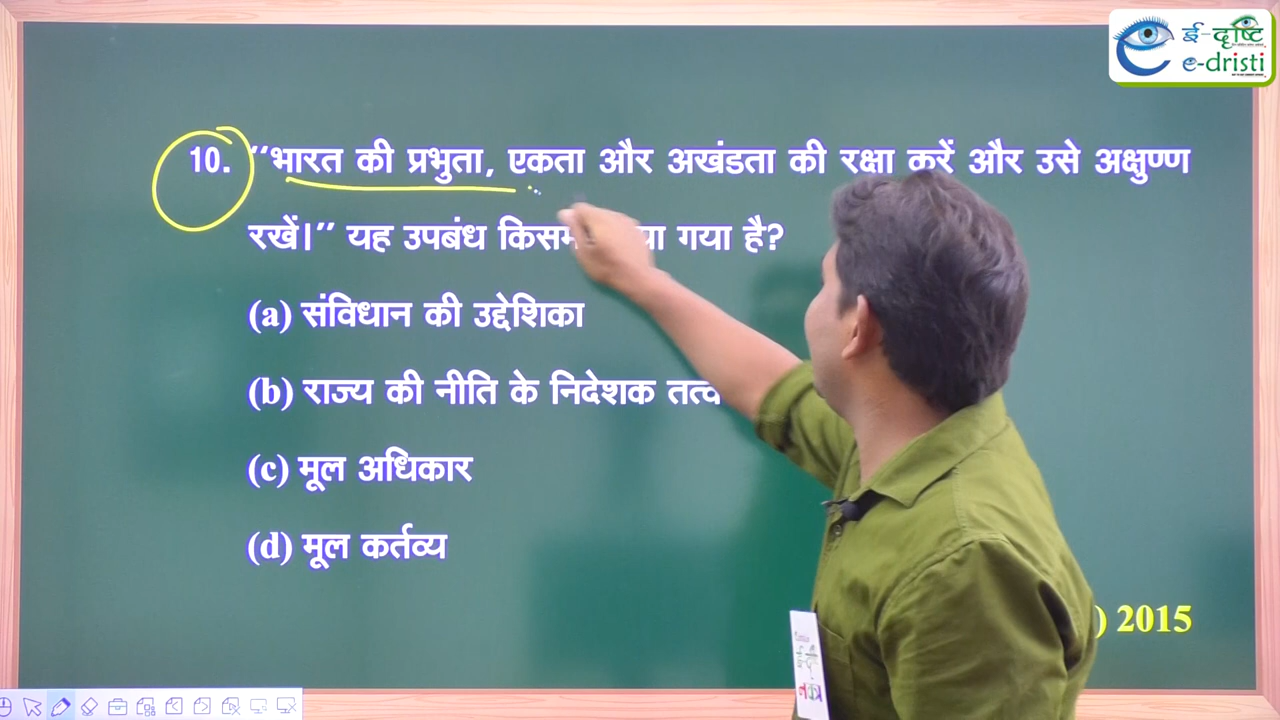 ई-दृष्टि
e-dristi
10. "भारत की प्रभुता, एकता और अखंडता की रक्षा करें और उसे अक्षुण्ण
रखें।" यह उपबंध गया है?
(a) संविधान की उद्देशिका
(b) राज्य की नीति के निदेशक तत्व
(c) मूल अधिकार
(d) मूल कर्तव्य
) 2015